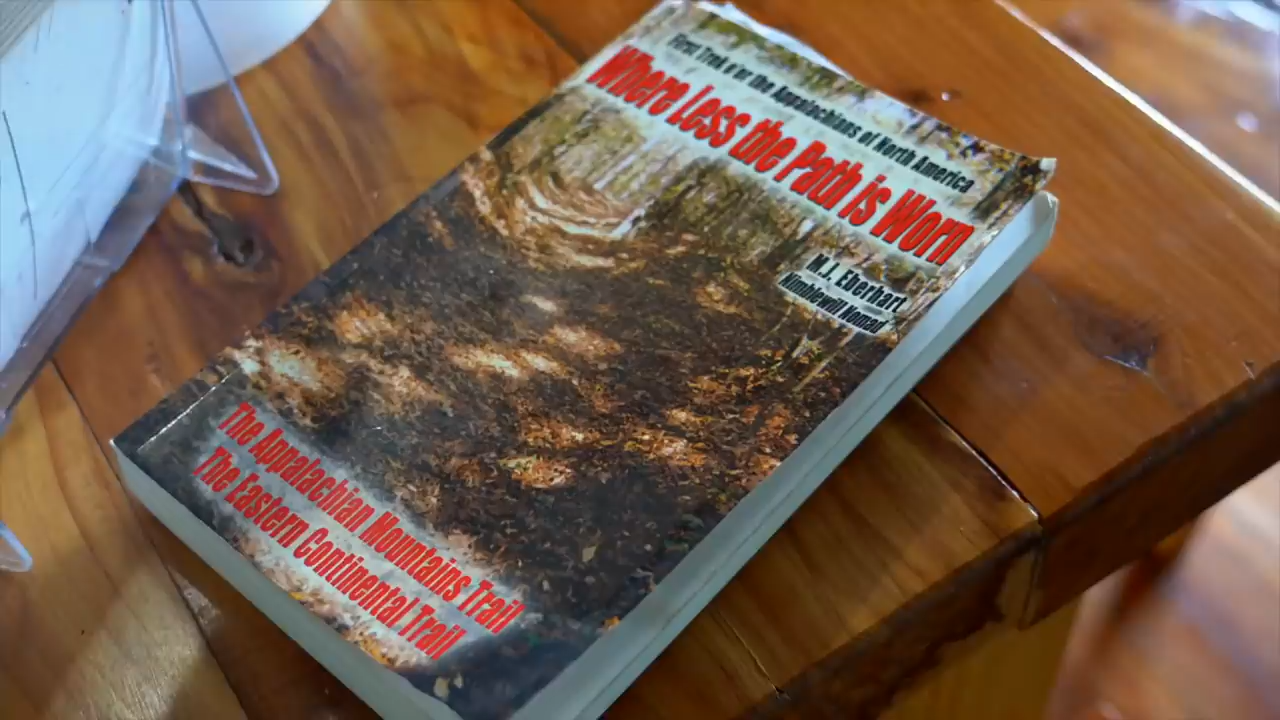 First Trek o'er the Appalachians of North America
Where Less the Path is Worn
M.J. Eberhart
Nimblewill Nomad
The Appalachian Mountains Trail
The Eastern Continental Trail